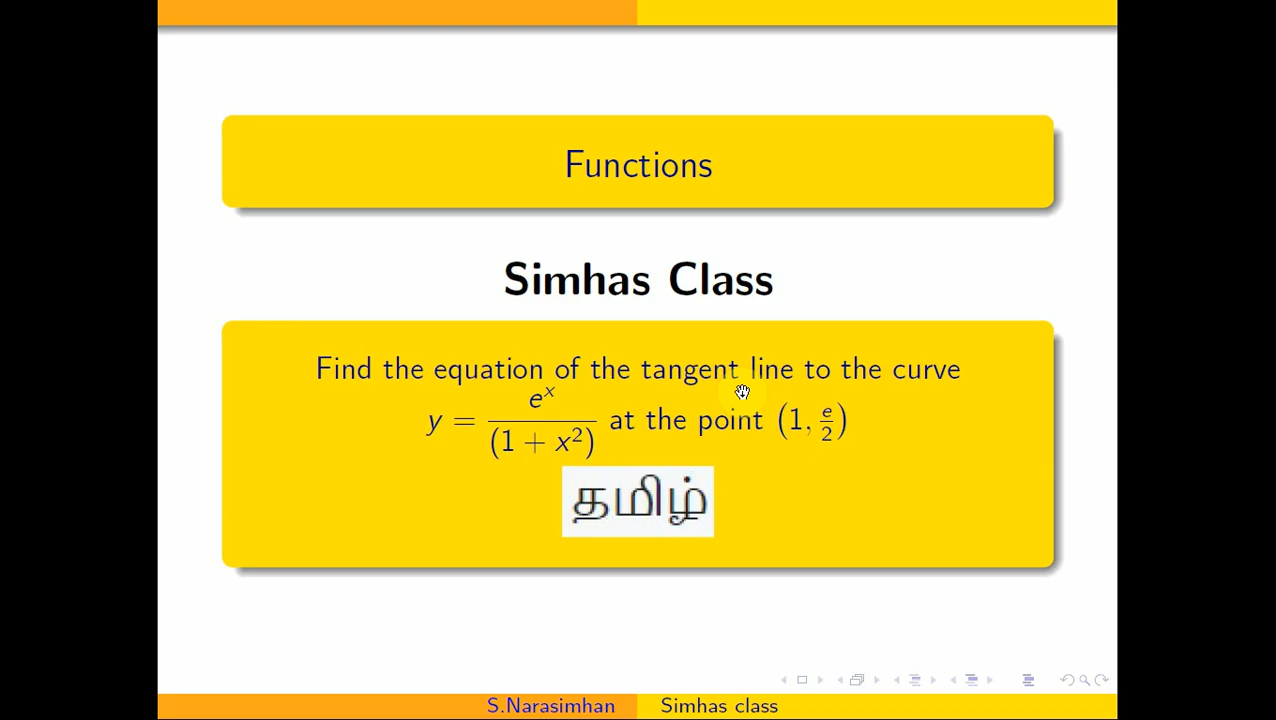 Functions
Simhas Class
Find the equation of the tangent line to the curve
y = e^x / (1 + x²) at the point (1, e/2)
தமிழ்
S.Narasimhan Simhas class